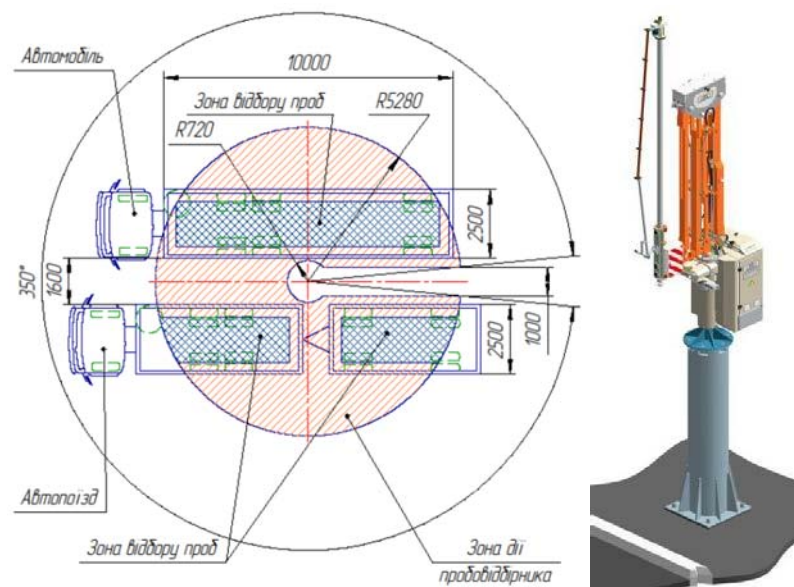 Автомобіль
10000
Зона відбору проб
R5280
R720
2500
350°
1600
2500
1000
Автопоїзд
Зона відбору проб
Зона дії
пробовідбірника